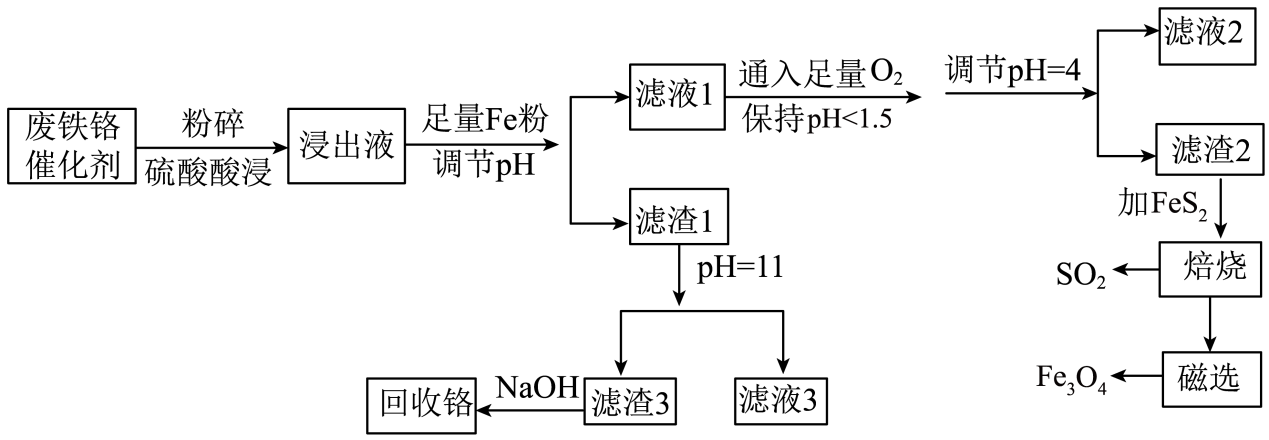 废铁铬
催化剂
粉碎
硫酸酸浸
浸出液
足量Fe粉
调节pH
滤液1
通入足量O₂
保持pH<1.5
调节pH=4
滤液2
滤渣2
加FeS₂
焙烧
SO₂
磁选
Fe₃O₄
滤渣1
pH=11
滤渣3
滤液3
NaOH
回收铬